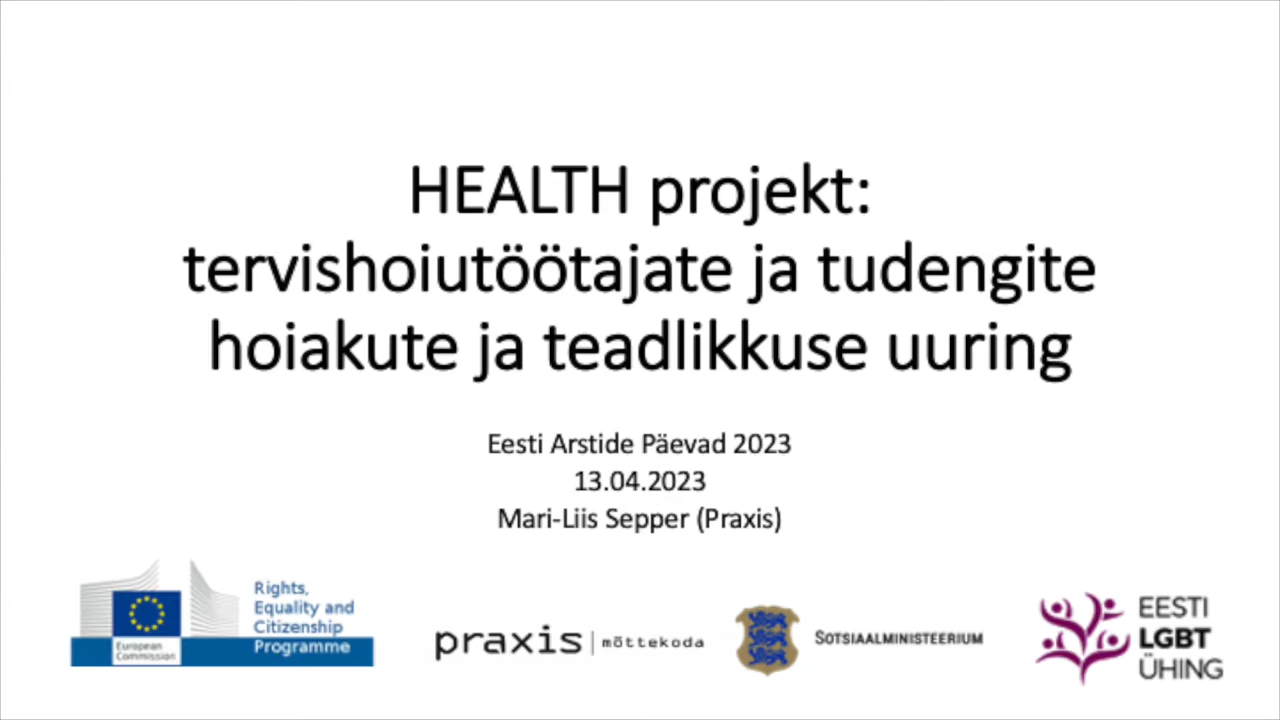 HEALTH projekt:
tervishoiutöötajate ja tudengite
hoiakute ja teadlikkuse uuring
Eesti Arstide Päevad 2023
13.04.2023
Mari-Liis Sepper (Praxis)
Rights,
Equality and
Citizenship
Programme
European
Commission
praxis | mõttekoda
SOTSIAALMINISTEERIUM
EESTI
LGBT
ÜHING